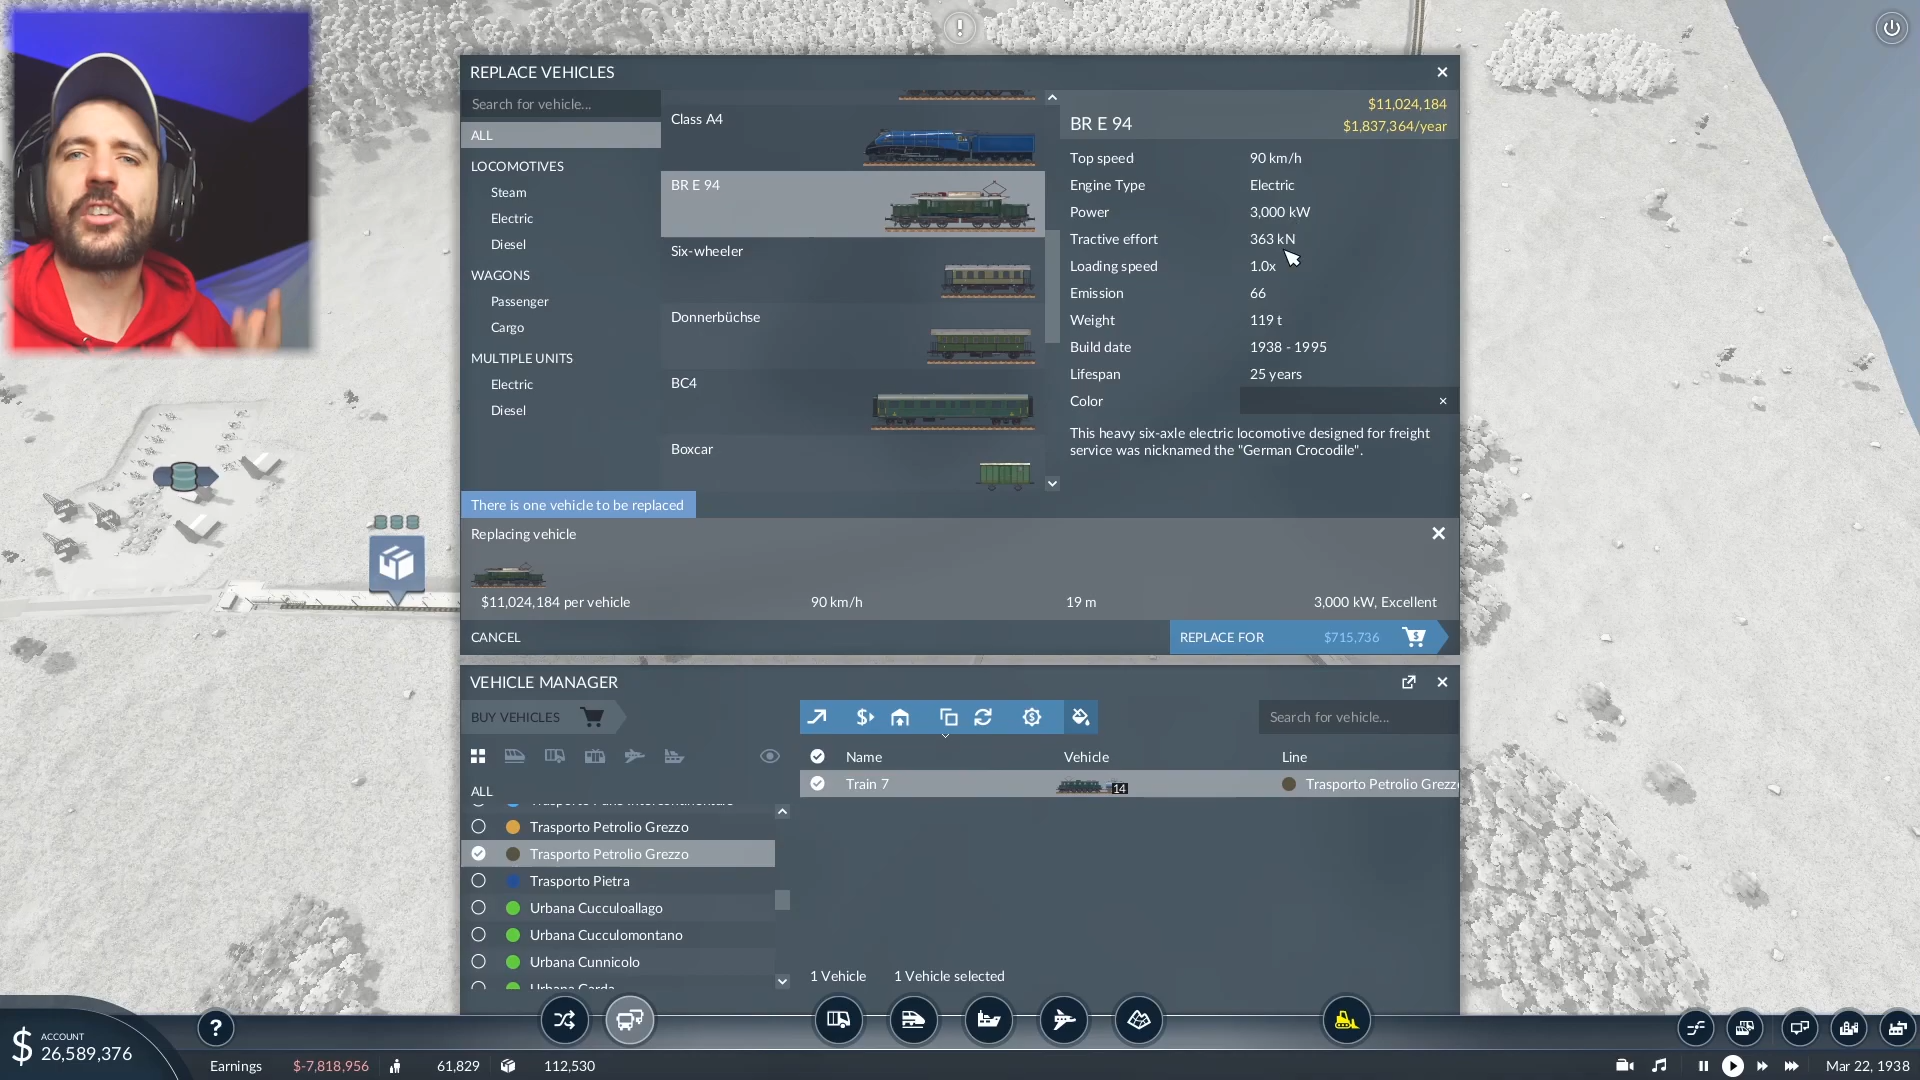 REPLACE VEHICLES
Search for vehicle...
ALL
LOCOMOTIVES
Steam
Electric
Diesel
WAGONS
Passenger
Cargo
MULTIPLE UNITS
Electric
Diesel
Class A4
BR E 94
Six-wheeler
Donnerbüchse
BC4
Boxcar
$11,024,184
BR E 94
$1,837,364/year
Top speed 90 km/h
Engine Type Electric
Power 3,000 kW
Tractive effort 363 kN
Loading speed 1.0x
Emission 66
Weight 119 t
Build date 1938 - 1995
Lifespan 25 years
Color
This heavy six-axle electric locomotive designed for freight
service was nicknamed the "German Crocodile".
There is one vehicle to be replaced
Replacing vehicle
$11,024,184 per vehicle 90 km/h 19 m 3,000 kW, Excellent
CANCEL
REPLACE FOR $715,736
VEHICLE MANAGER
BUY VEHICLES
Search for vehicle...
ALL
Trasporto Petrolio Grezzo
Trasporto Petrolio Grezzo
Trasporto Pietra
Urbana Cucculoallago
Urbana Cucculomontano
Urbana Cunnicolo
Urbana Garda
Name Vehicle Line
Train 7 14 Trasporto Petrolio Grezzo
1 Vehicle 1 Vehicle selected
ACCOUNT
$ 26,589,376
?
Earnings $-7,818,956 61,829 112,530
Mar 22, 1938